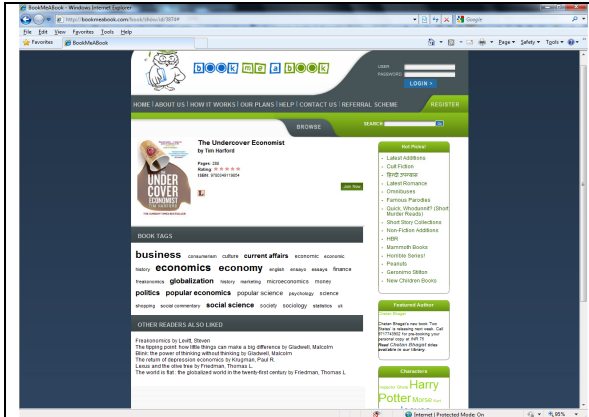 BookMeABook - Windows Internet Explorer
http://bookmeabook.com/book/show/id/3874#
Google
File Edit View Favorites Tools Help
Favorites BookMeABook
Page Safety Tools
book me a book
USER
PASSWORD
LOGIN >
HOME | ABOUT US | HOW IT WORKS | OUR PLANS | HELP | CONTACT US | REFERRAL SCHEME
REGISTER
BROWSE
SEARCH
The Undercover Economist
by Tim Harford
Pages: 288
Rating:
UNDER
COVER
ECONOMIST
TIM HARFORD
Join Now
BOOK TAGS
business consumerism culture current affairs economic economic
history economics economy english essays essays finance
freakonomics globalization history marketing microeconomics money
politics popular economics popular science psychology science
shopping social commentary social science society sociology statistics uk
OTHER READERS ALSO LIKED
Freakonomics by Levitt, Steven
The tipping point: how little things can make a big difference by Gladwell, Malcolm
Blink: the power of thinking without thinking by Gladwell, Malcolm
The return of depression economics by Krugman, Paul R.
Lexus and the olive tree by Friedman, Thomas L.
The world is flat : the globalized world in the twenty-first century by Friedman, Thomas L.
Hot Picks!
Latest Additions
Cult Fiction
हिन्दी उपन्यास
Latest Romance
Omnibuses
Famous Parodies
Quick, Whodunnit? (Short
Murder Reads)
Short Story Collections
Non-Fiction Additions
HBR
Mammoth Books
Horrible Series!
Peanuts
Geronimo Stilton
New Children Books
Featured Author
Chetan Bhagat
Chetan Bhagat's new book 'Two
States' is releasing next week. Call
9717743902 for pre-booking your
personal copy at INR 75
Read Chetan Bhagat titles
available in our library.
Characters
Inspector Ghote Harry
Potter Morse
Internet | Protected Mode: On
95%